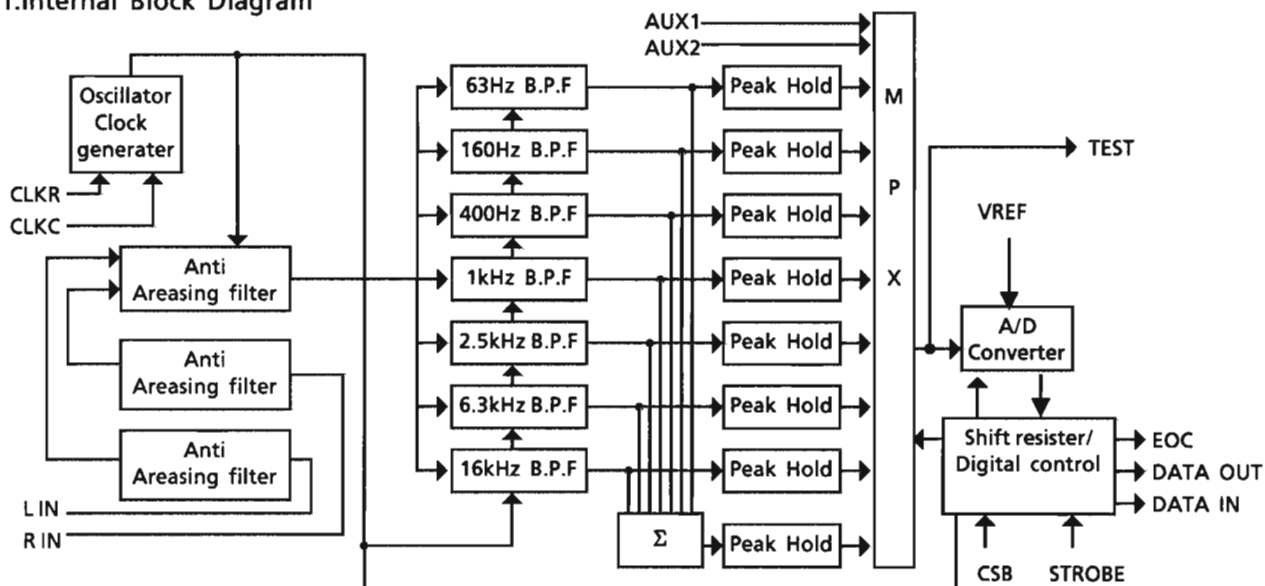 1.Internal Block Diagram
AUX1
AUX2
Oscillator
Clock
generater
CLKR
CLKC
63Hz B.P.F
Peak Hold
160Hz B.P.F
Peak Hold
400Hz B.P.F
Peak Hold
1kHz B.P.F
Peak Hold
2.5kHz B.P.F
Peak Hold
6.3kHz B.P.F
Peak Hold
16kHz B.P.F
Peak Hold
Σ
Peak Hold
M
P
X
TEST
VREF
Anti
Areasing filter
Anti
Areasing filter
Anti
Areasing filter
L IN
R IN
A/D
Converter
Shift resister/
Digital control
EOC
DATA OUT
DATA IN
CSB
STROBE